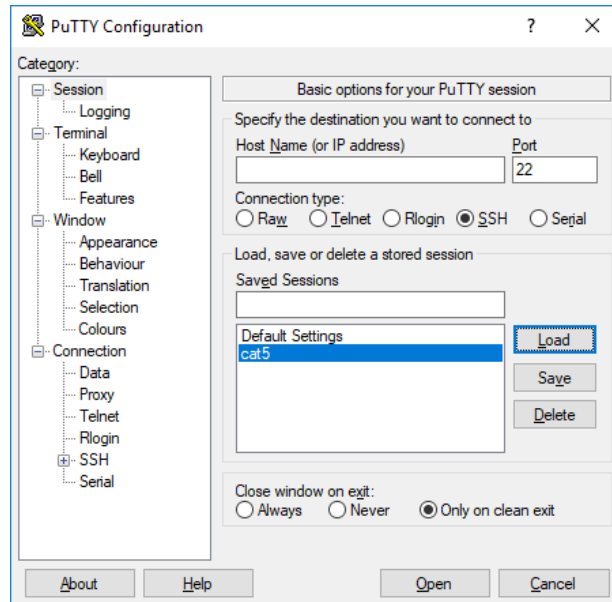 PuTTY Configuration
?
Category:
Session
Logging
Terminal
Keyboard
Bell
Features
Window
Appearance
Behaviour
Translation
Selection
Colours
Connection
Data
Proxy
Telnet
Rlogin
SSH
Serial
Basic options for your PuTTY session
Specify the destination you want to connect to
Host Name (or IP address) Port
22
Connection type:
Raw Telnet Rlogin SSH Serial
Load, save or delete a stored session
Saved Sessions
Default Settings
cat5
Load
Save
Delete
Close window on exit:
Always Never Only on clean exit
About Help Open Cancel